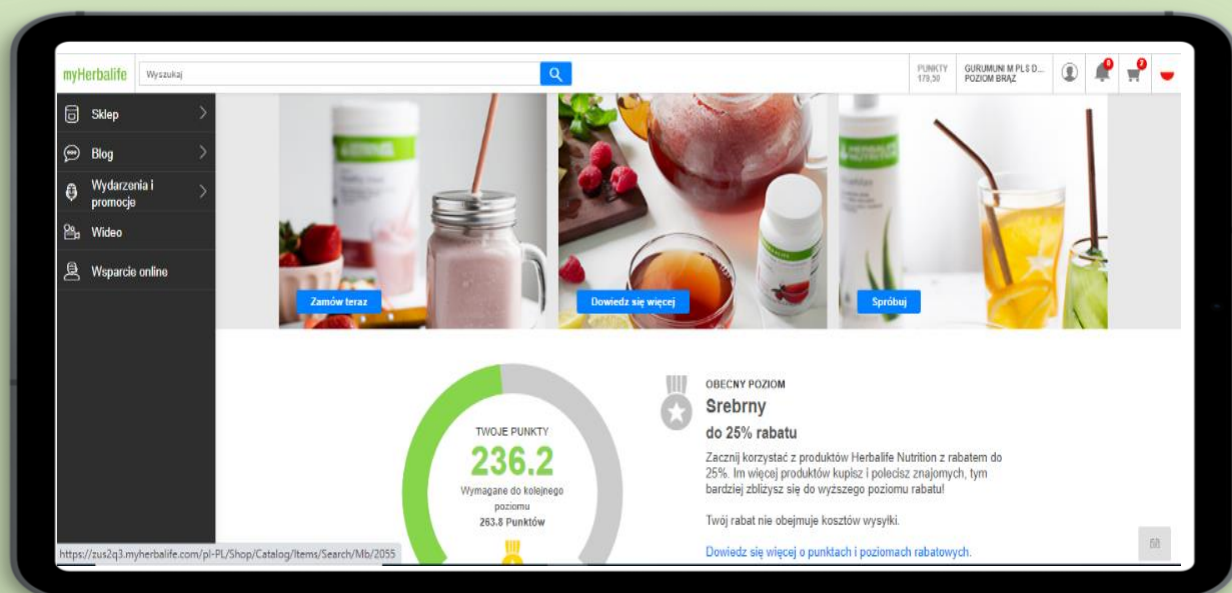 myHerbalife
Wyszukaj
PUNKTY
179,50
GURUMUNI M PLS D...
POZIOM BRĄZ
Sklep
Blog
Wydarzenia i
promocje
Wideo
Wsparcie online
HERBALIFE
NUTRITION
Zamów teraz
Dowiedz się więcej
Spróbuj
TWOJE PUNKTY
236.2
Wymagane do kolejnego
poziomu
263.8 Punktów
OBECNY POZIOM
Srebrny
do 25% rabatu
Zacznij korzystać z produktów Herbalife Nutrition z rabatem do
25%. Im więcej produktów kupisz i polecisz znajomych, tym
bardziej zbliżysz się do wyższego poziomu rabatu!
Twój rabat nie obejmuje kosztów wysyłki.
Dowiedz się więcej o punktach i poziomach rabatowych.
https://zus2q3.myherbalife.com/pl-PL/Shop/Catalog/Items/Search/Mb/2055